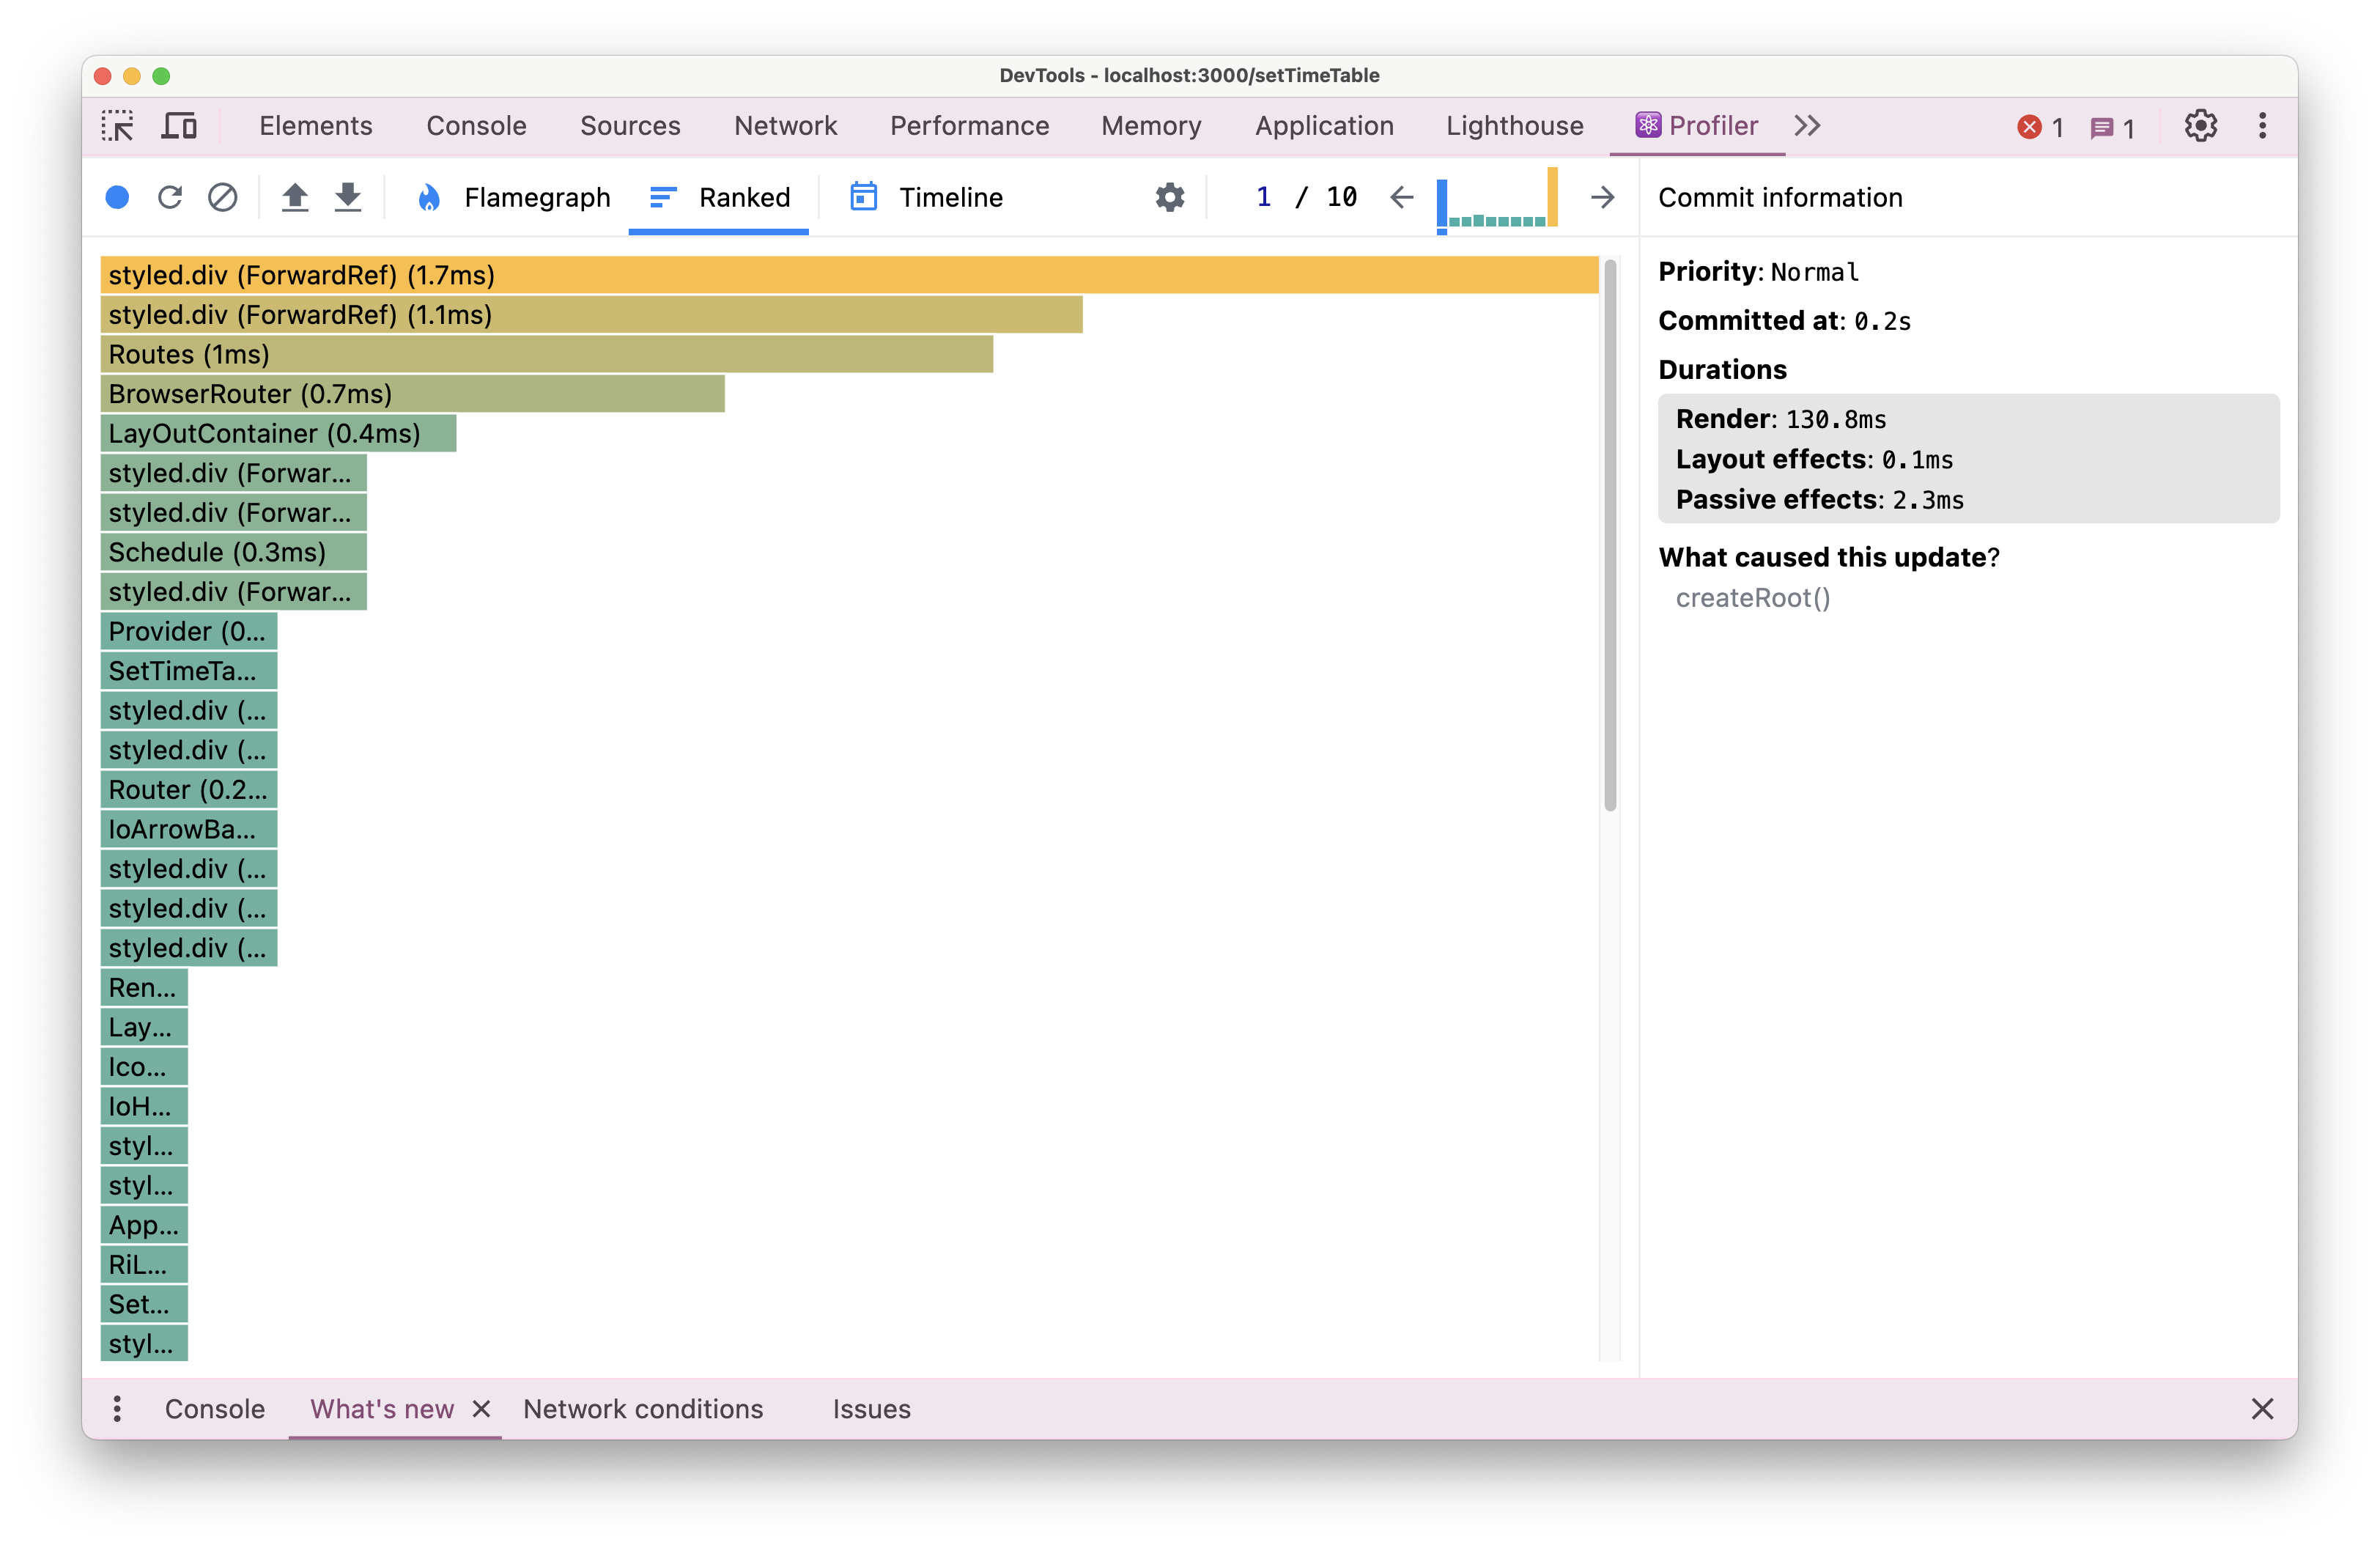 DevTools - localhost:3000/setTimeTable
Elements Console Sources Network Performance Memory Application Lighthouse Profiler 1 1
Flamegraph Ranked Timeline 1 / 10
Commit information
styled.div (ForwardRef) (1.7ms)
styled.div (ForwardRef) (1.1ms)
Routes (1ms)
BrowserRouter (0.7ms)
LayOutContainer (0.4ms)
styled.div (Forwar...
styled.div (Forwar...
Schedule (0.3ms)
styled.div (Forwar...
Provider (0...
SetTimeTa...
styled.div (...
styled.div (...
Router (0.2...
IoArrowBa...
styled.div (...
styled.div (...
styled.div (...
Ren...
Lay...
Ico...
IoH...
styl...
styl...
App...
RiL...
Set...
styl...
Priority: Normal
Committed at: 0.2s
Durations
Render: 130.8ms
Layout effects: 0.1ms
Passive effects: 2.3ms
What caused this update?
createRoot()
Console What's new Network conditions Issues